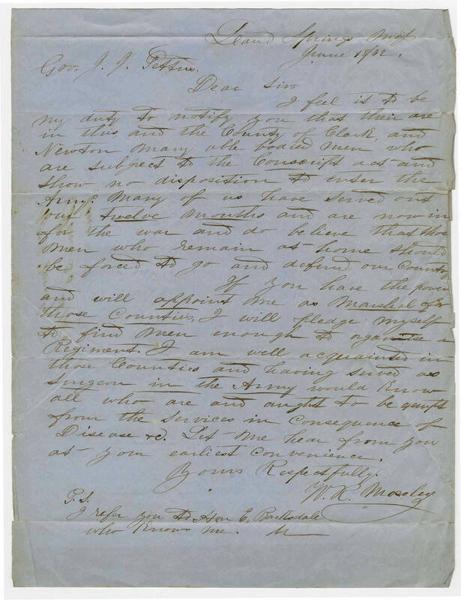 Springs Miss
June 1/62.
Gov. J. J. Pettus.
Dear Sir
I feel it to be
my duty to notify you that their are
in this and the County of Clark, and
Newton many able bodied men who
are subject to the Conscript act and
show no disposition to enter the
Army. Many of us have served out
our twelve months and are now in
for the war and do believe that those
men who remain at home should
be forced to go and defend our Country
If you have the power
and will appoint me as Marshel of
those Counties, I will pledge myself
to find men enough to organize a
Regiment. I am well acquainted in
those Counties and having served as
Surgeon in the Army would know
all who are and aught to be exempt
from the Services in Consequence of
Disease &c. Let me hear from you
at your earliest Convenience.
Yours Respectfully.
W. R. Moseley
P.S
I refer you to Hon E. Barksdale
who knows me. M